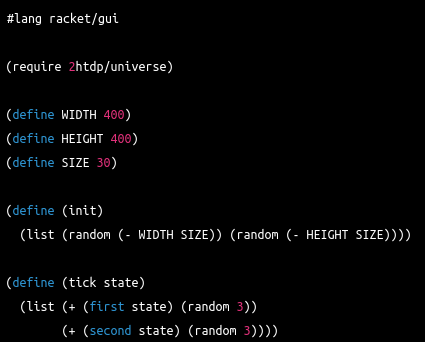 #lang racket/gui
(require 2htdp/universe)
(define WIDTH 400)
(define HEIGHT 400)
(define SIZE 30)
(define (init)
(list (random (- WIDTH SIZE)) (random (- HEIGHT SIZE))))
(define (tick state)
(list (+ (first state) (random 3))
(+ (second state) (random 3))))